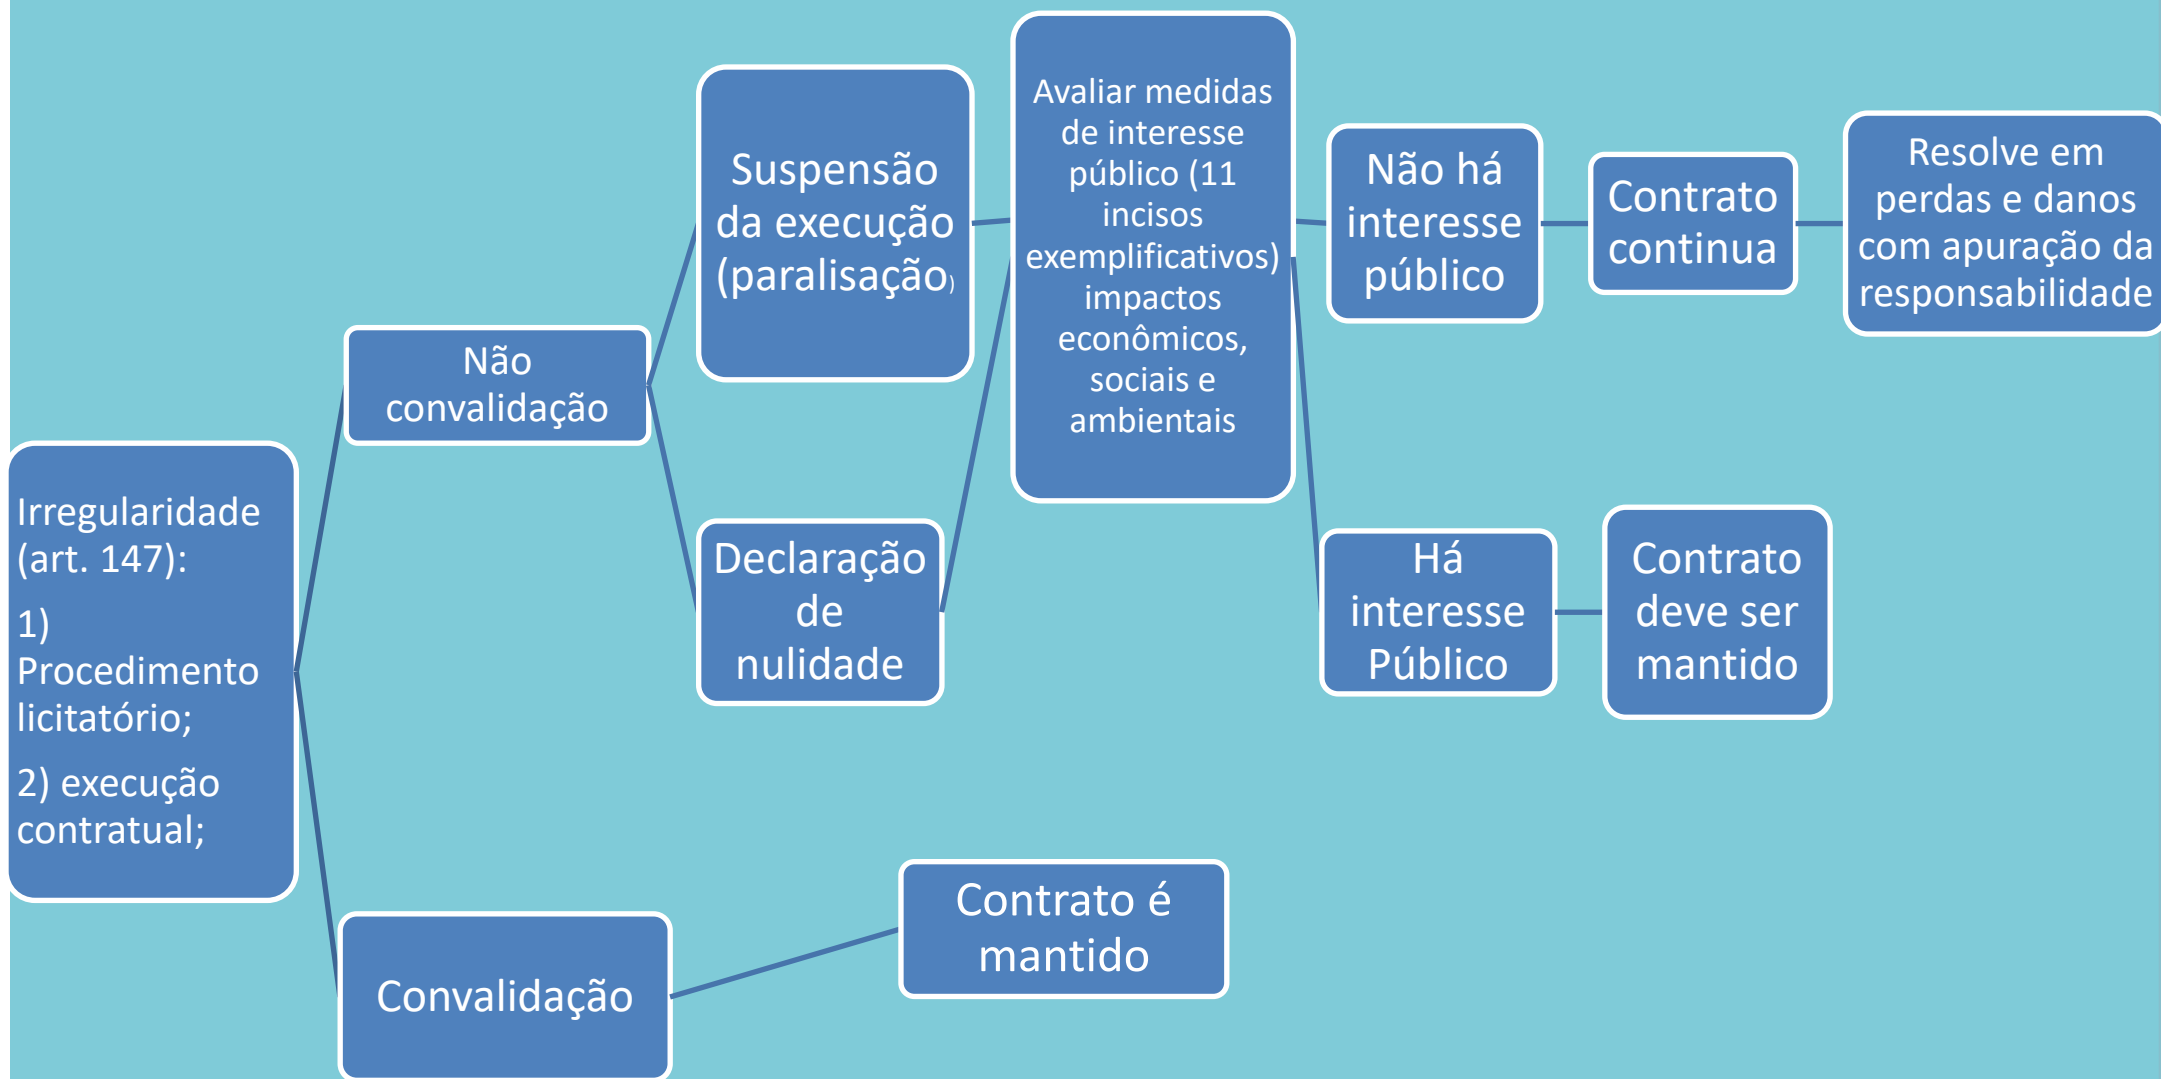 Irregularidade
(art. 147):
1)
Procedimento
licitatório;
2) execução
contratual;
Não
convalidação
Convalidação
Suspensão
da execução
(paralisação)
Declaração
de
nulidade
Contrato é
mantido
Avaliar medidas
de interesse
público (11
incisos
exemplificativos)
impactos
econômicos,
sociais e
ambientais
Não há
interesse
público
Contrato
continua
Resolve em
perdas e danos
com apuração da
responsabilidade
Há
interesse
Público
Contrato
deve ser
mantido